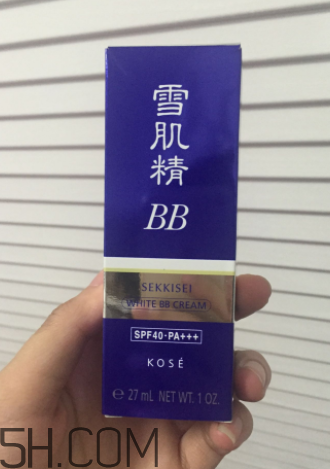 雪肌精
BB
SEKKISEI
WHITE BB CREAM
SPF40·PA+++
KOSÉ
℮ 27 mL NET WT. 1 OZ.
5H.COM